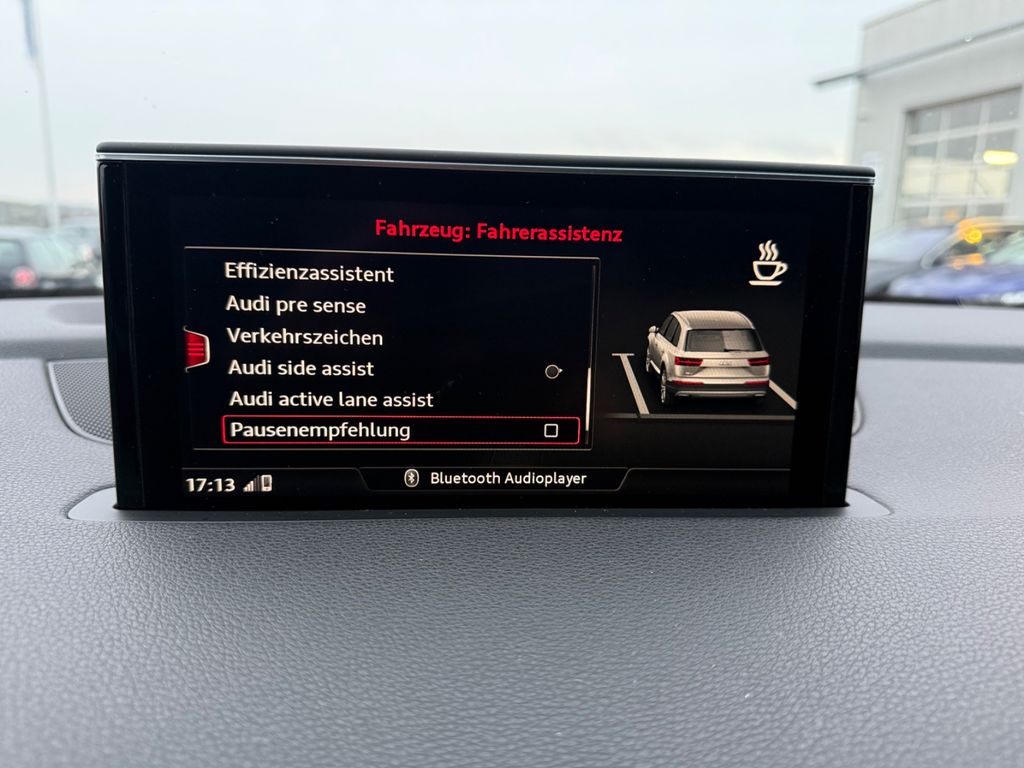 Fahrzeug: Fahrerassistenz
Effizienzassistent
Audi pre sense
Verkehrszeichen
Audi side assist
Audi active lane assist
Pausenempfehlung
17:13
Bluetooth Audioplayer